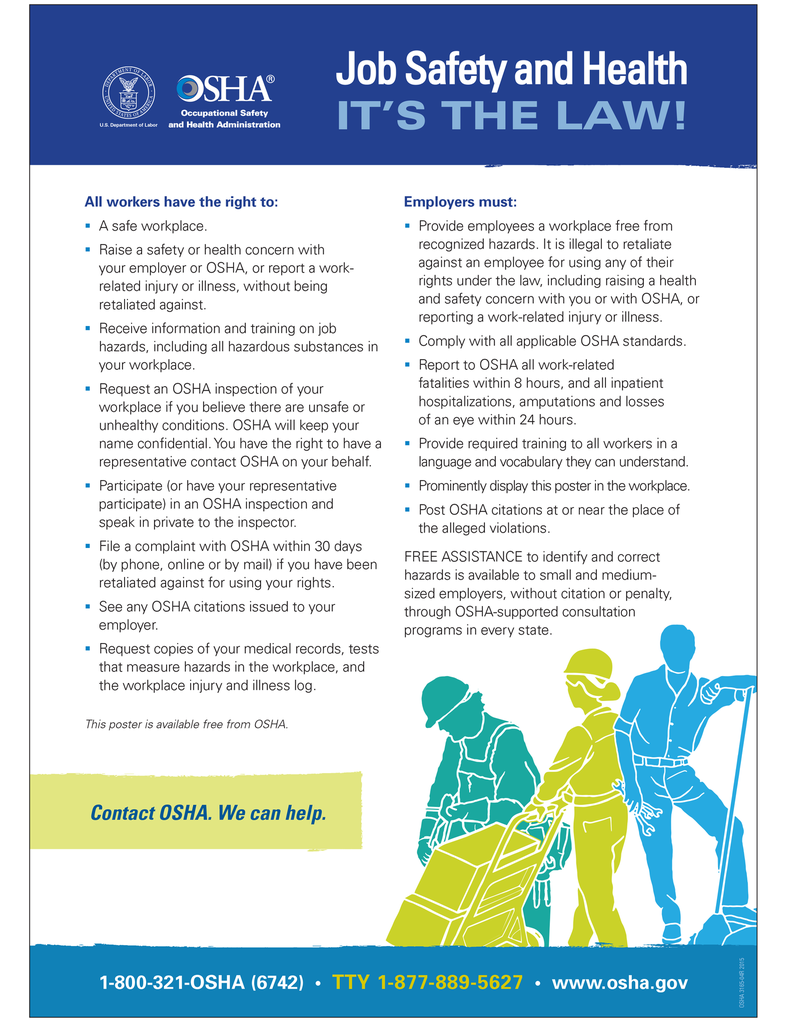 DEPARTMENT OF LABOR
UNITED STATES OF AMERICA
U.S. Department of Labor
OSHA®
Occupational Safety
and Health Administration
Job Safety and Health
IT’S THE LAW!
All workers have the right to:
▪ A safe workplace.
▪ Raise a safety or health concern with
your employer or OSHA, or report a work-
related injury or illness, without being
retaliated against.
▪ Receive information and training on job
hazards, including all hazardous substances in
your workplace.
▪ Request an OSHA inspection of your
workplace if you believe there are unsafe or
unhealthy conditions. OSHA will keep your
name confidential. You have the right to have a
representative contact OSHA on your behalf.
▪ Participate (or have your representative
participate) in an OSHA inspection and
speak in private to the inspector.
▪ File a complaint with OSHA within 30 days
(by phone, online or by mail) if you have been
retaliated against for using your rights.
▪ See any OSHA citations issued to your
employer.
▪ Request copies of your medical records, tests
that measure hazards in the workplace, and
the workplace injury and illness log.
This poster is available free from OSHA.
Contact OSHA. We can help.
Employers must:
▪ Provide employees a workplace free from
recognized hazards. It is illegal to retaliate
against an employee for using any of their
rights under the law, including raising a health
and safety concern with you or with OSHA, or
reporting a work-related injury or illness.
▪ Comply with all applicable OSHA standards.
▪ Report to OSHA all work-related
fatalities within 8 hours, and all inpatient
hospitalizations, amputations and losses
of an eye within 24 hours.
▪ Provide required training to all workers in a
language and vocabulary they can understand.
▪ Prominently display this poster in the workplace.
▪ Post OSHA citations at or near the place of
the alleged violations.
FREE ASSISTANCE to identify and correct
hazards is available to small and medium-
sized employers, without citation or penalty,
through OSHA-supported consultation
programs in every state.
1-800-321-OSHA (6742) • TTY 1-877-889-5627 • www.osha.gov
OSHA 3165-04R 2015